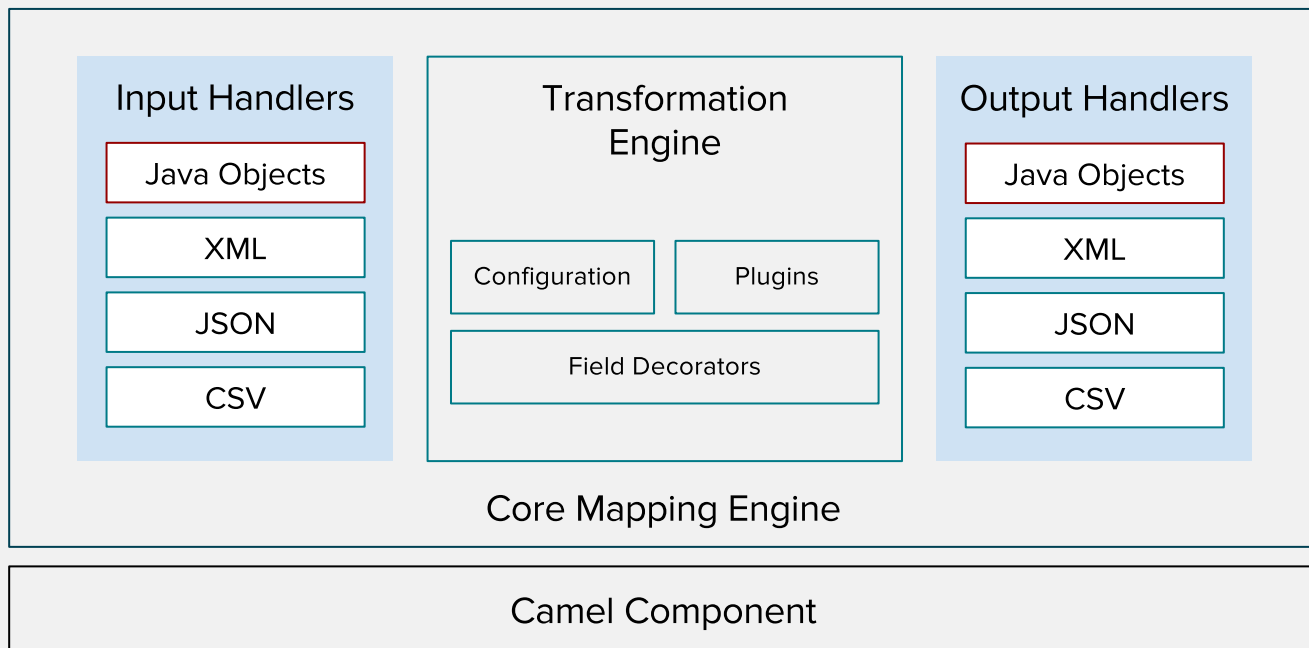 Input Handlers
Java Objects
XML
JSON
CSV
Transformation
Engine
Configuration
Plugins
Field Decorators
Output Handlers
Java Objects
XML
JSON
CSV
Core Mapping Engine
Camel Component